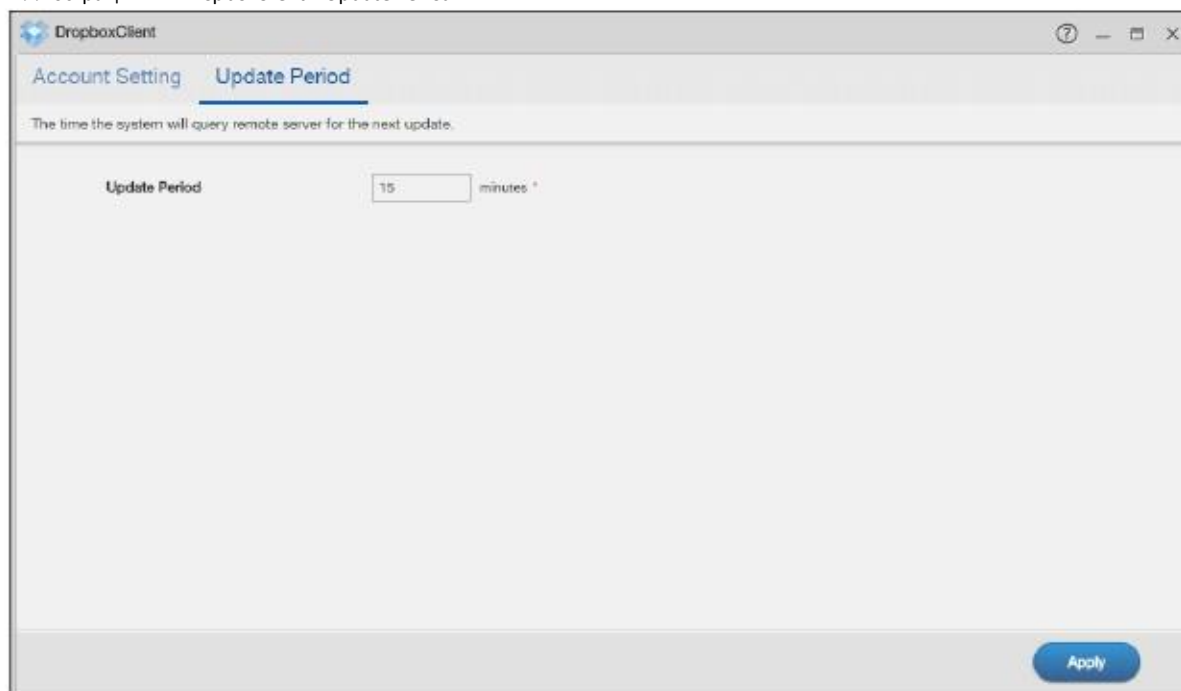 DropboxClient
Account Setting Update Period
The time the system will query remote server for the next update.
Update Period 15 minutes *
Apply